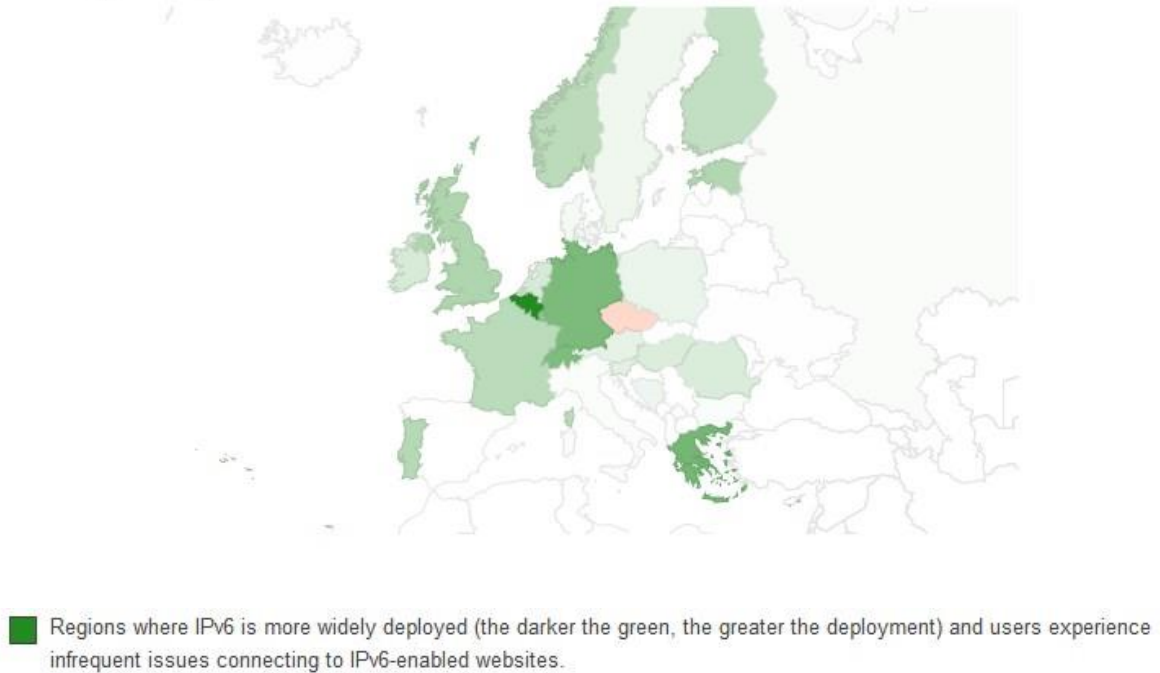 Regions where IPv6 is more widely deployed (the darker the green, the greater the deployment) and users experience
infrequent issues connecting to IPv6-enabled websites.